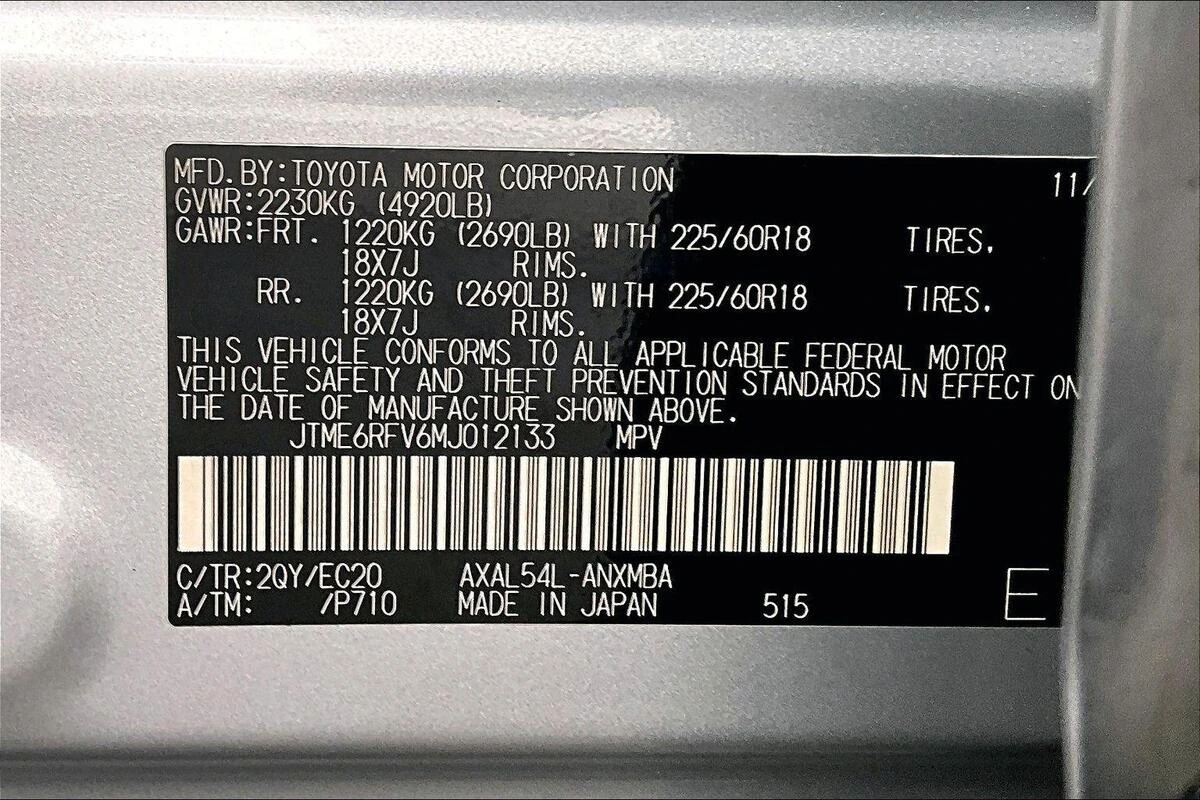 MFD.BY:TOYOTA MOTOR CORPORATION 11/
GVWR:2230KG (4920LB)
GAWR:FRT. 1220KG (2690LB) WITH 225/60R18 TIRES.
18X7J RIMS.
RR. 1220KG (2690LB) WITH 225/60R18 TIRES.
18X7J RIMS.
THIS VEHICLE CONFORMS TO ALL APPLICABLE FEDERAL MOTOR
VEHICLE SAFETY AND THEFT PREVENTION STANDARDS IN EFFECT ON
THE DATE OF MANUFACTURE SHOWN ABOVE.
JTME6RFV6MJ012133 MPV
C/TR:2QY/EC20 AXAL54L-ANXMBA
A/TM: /P710 MADE IN JAPAN 515 E